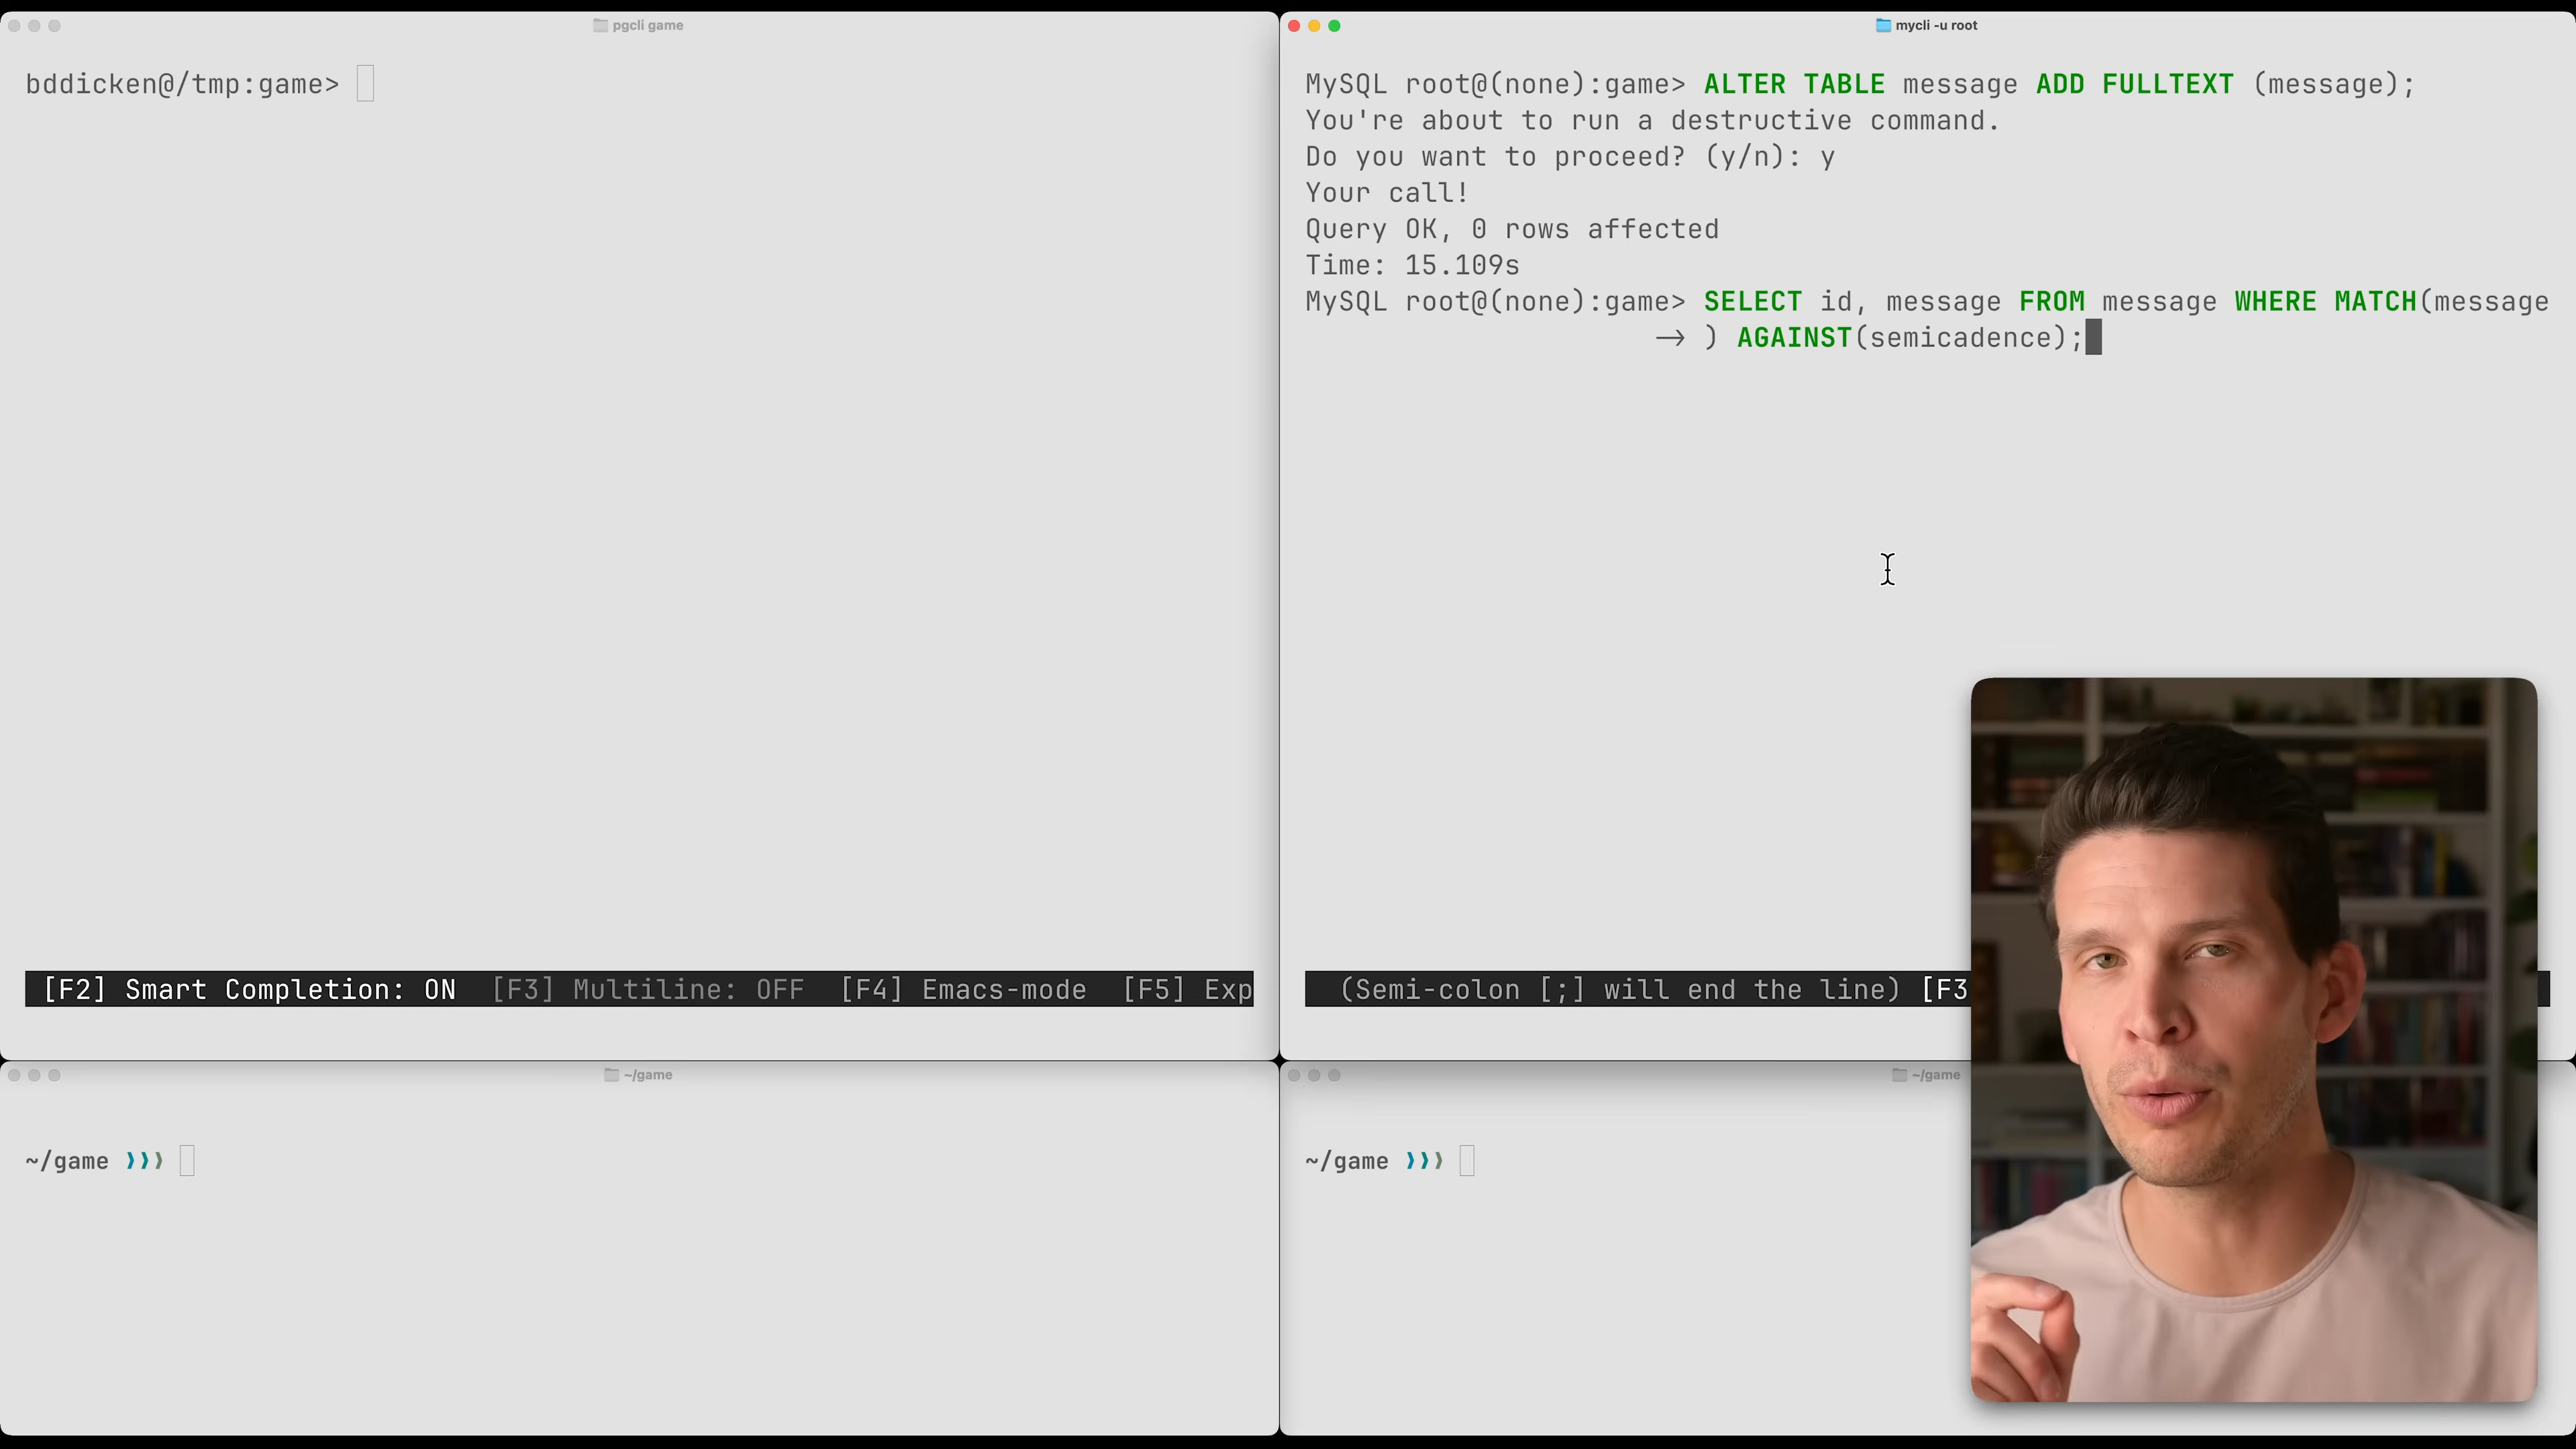 pgcli game
bddicken@/tmp:game>
[F2] Smart Completion: ON [F3] Multiline: OFF [F4] Emacs-mode [F5] Exp
mycli -u root
MySQL root@(none):game> ALTER TABLE message ADD FULLTEXT (message);
You're about to run a destructive command.
Do you want to proceed? (y/n): y
Your call!
Query OK, 0 rows affected
Time: 15.109s
MySQL root@(none):game> SELECT id, message FROM message WHERE MATCH(message
-> ) AGAINST(semicadence);
(Semi-colon [;] will end the line) [F3
~/game
~/game ⟩⟩⟩
~/game
~/game ⟩⟩⟩